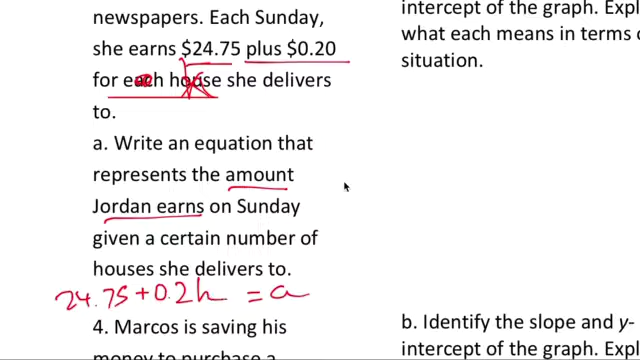 newspapers. Each Sunday,
she earns $24.75 plus $0.20
for each house she delivers
to.
a. Write an equation that
represents the amount
Jordan earns on Sunday
given a certain number of
houses she delivers to.
24.75 + 0.2h = a
4. Marcos is saving his
money to purchase a
intercept of the graph. Expl
what each means in terms o
situation.
b. Identify the slope and y-
intercept of the graph. Expl